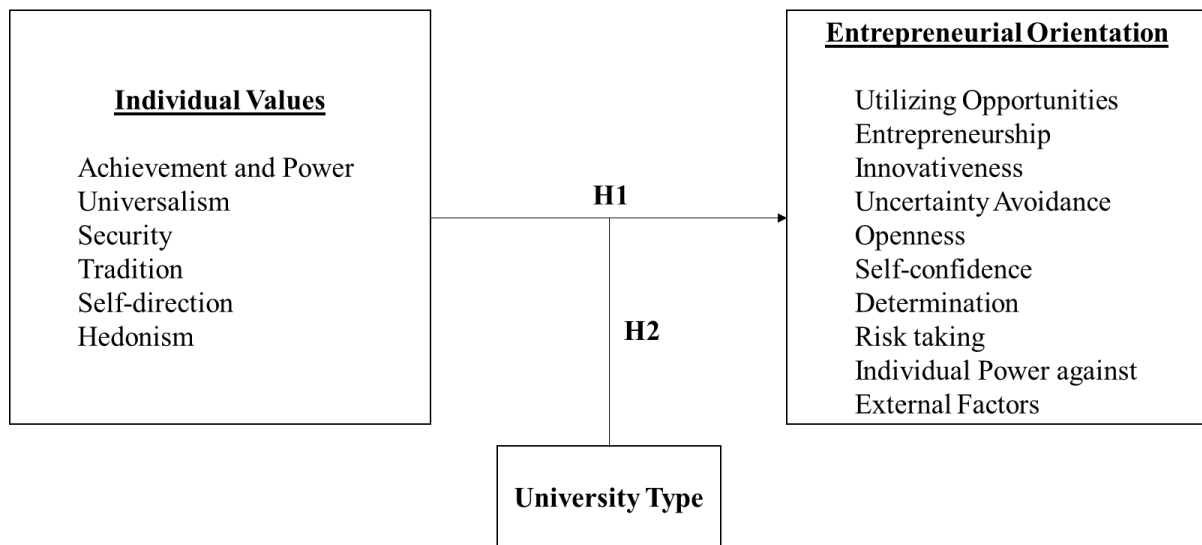 Individual Values
Achievement and Power
Universalism
Security
Tradition
Self-direction
Hedonism
H1
H2
University Type
Entrepreneurial Orientation
Utilizing Opportunities
Entrepreneurship
Innovativeness
Uncertainty Avoidance
Openness
Self-confidence
Determination
Risk taking
Individual Power against
External Factors